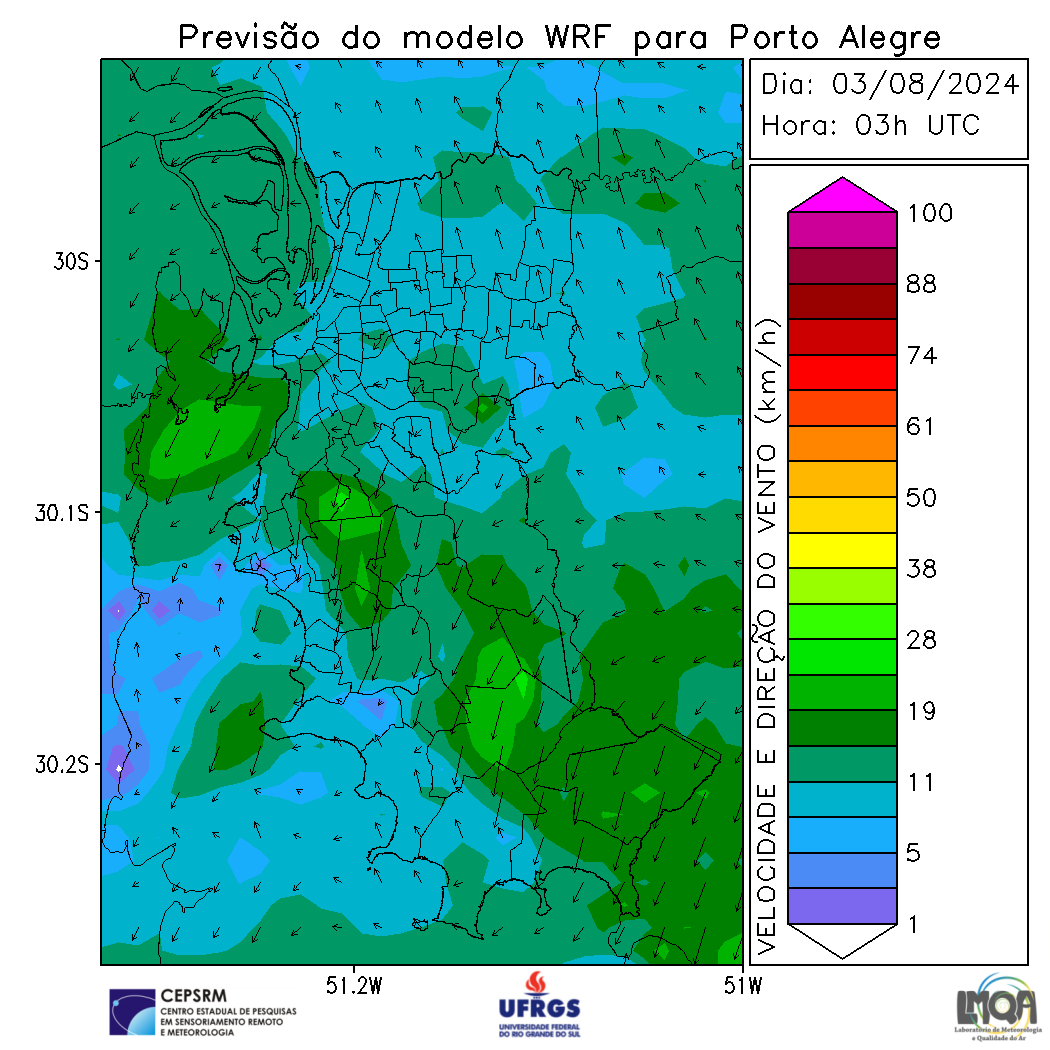 Previsão do modelo WRF para Porto Alegre
Dia: 03/08/2024
Hora: 03h UTC
30S
30.1S
30.2S
51.2W
51W
VELOCIDADE E DIREÇÃO DO VENTO (km/h)
100
88
74
61
50
38
28
19
11
5
1
CEPSRM
CENTRO ESTADUAL DE PESQUISAS
EM SENSORIAMENTO REMOTO
E METEOROLOGIA
UFRGS
UNIVERSIDADE FEDERAL
DO RIO GRANDE DO SUL
LMQA
Laboratório de Meteorologia
e Qualidade do Ar